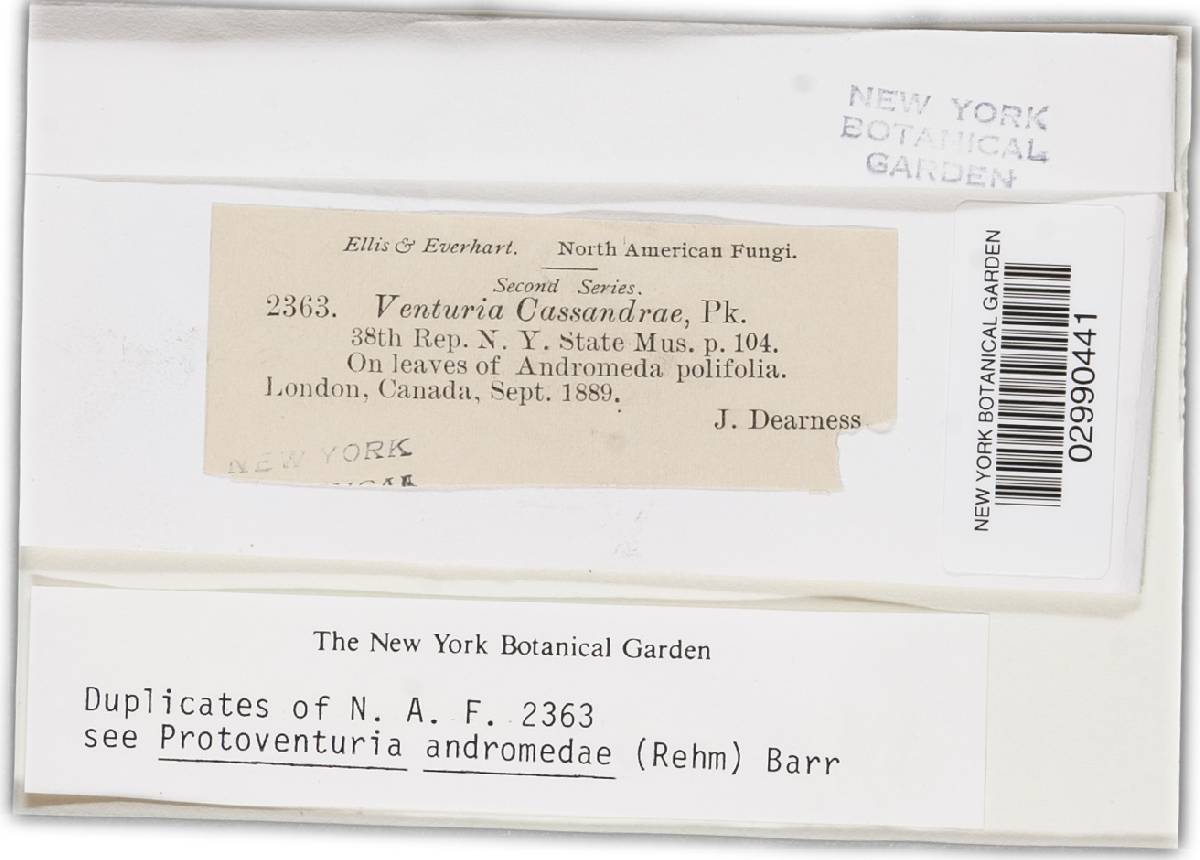 NEW YORK
BOTANICAL
GARDEN
Ellis & Everhart. North American Fungi.
Second Series.
2363. Venturia Cassandrae, Pk.
38th Rep. N. Y. State Mus. p. 104.
On leaves of Andromeda polifolia.
London, Canada, Sept. 1889.
J. Dearness
NEW YORK
NEW YORK BOTANICAL GARDEN
02990441
The New York Botanical Garden
Duplicates of N. A. F. 2363
see Protoventuria andromedae (Rehm) Barr